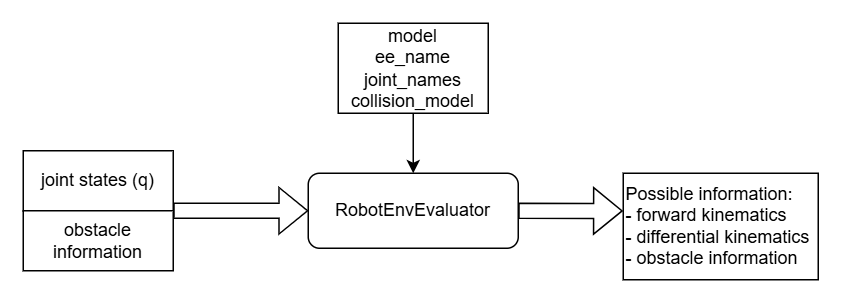 model
ee_name
joint_names
collision_model
joint states (q)
obstacle
information
RobotEnvEvaluator
Possible information:
- forward kinematics
- differential kinematics
- obstacle information